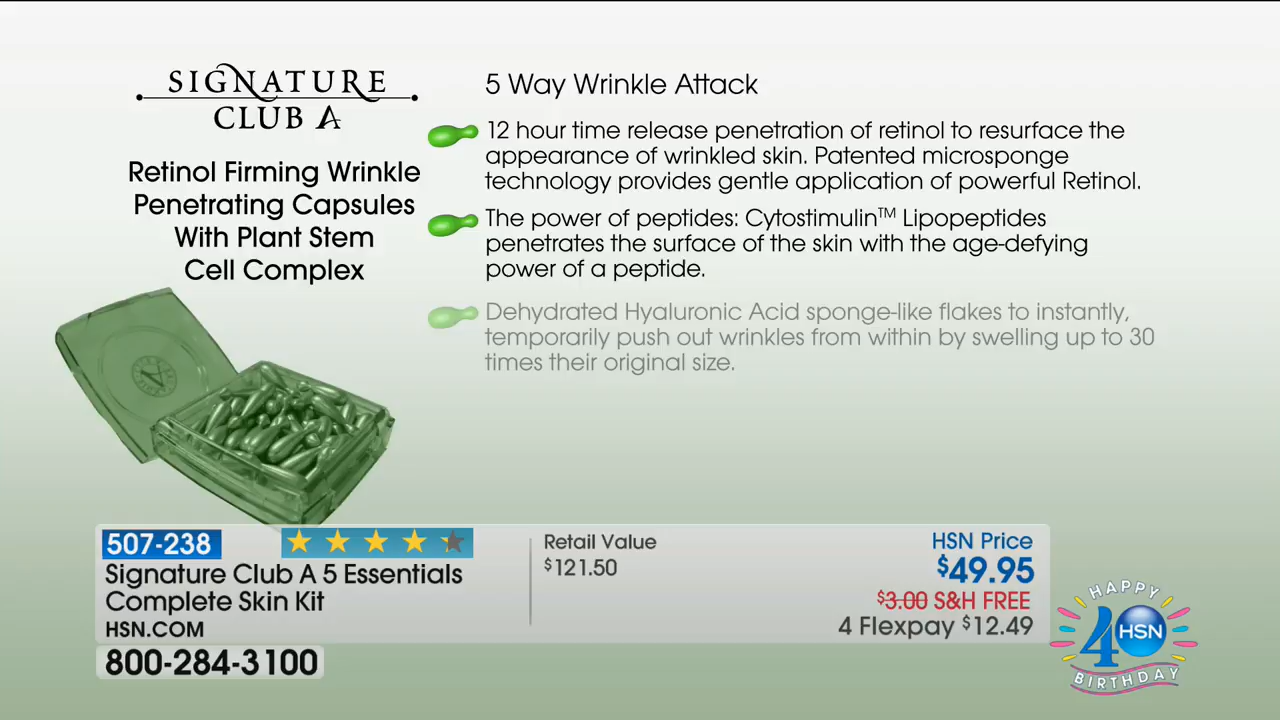 SIGNATURE
CLUB A
Retinol Firming Wrinkle
Penetrating Capsules
With Plant Stem
Cell Complex
5 Way Wrinkle Attack
12 hour time release penetration of retinol to resurface the
appearance of wrinkled skin. Patented microsponge
technology provides gentle application of powerful Retinol.
The power of peptides: Cytostimulin™ Lipopeptides
penetrates the surface of the skin with the age-defying
power of a peptide.
Dehydrated Hyaluronic Acid sponge-like flakes to instantly,
temporarily push out wrinkles from within by swelling up to 30
times their original size.
507-238
Signature Club A 5 Essentials
Complete Skin Kit
HSN.COM
800-284-3100
Retail Value
$121.50
HSN Price
$49.95
$3.00 S&H FREE
4 Flexpay $12.49
HAPPY
40
HSN
BIRTHDAY